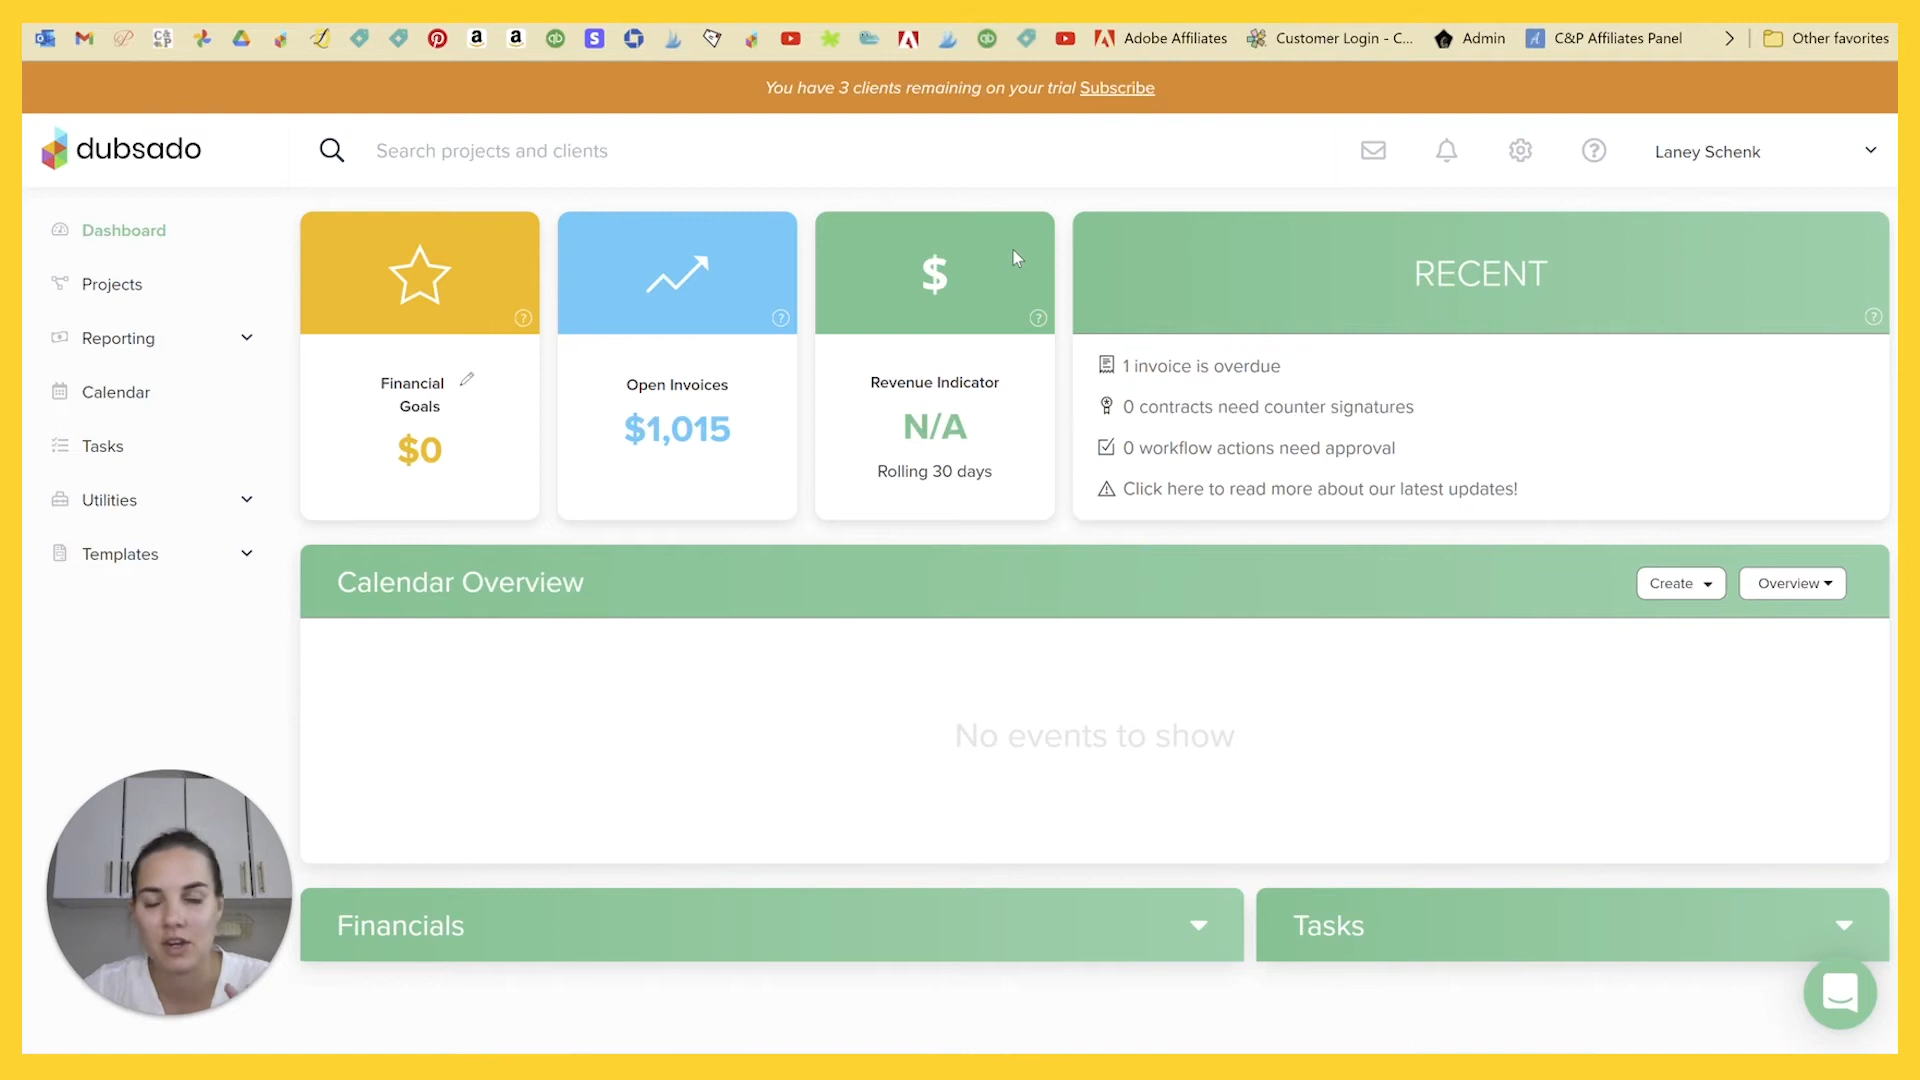 Adobe Affiliates
Customer Login - C...
Admin
C&P Affiliates Panel
Other favorites
You have 3 clients remaining on your trial Subscribe
dubsado
Search projects and clients
Laney Schenk
Dashboard
Projects
Reporting
Calendar
Tasks
Utilities
Templates
Financial
Goals
$0
Open Invoices
$1,015
$
Revenue Indicator
N/A
Rolling 30 days
RECENT
1 invoice is overdue
0 contracts need counter signatures
0 workflow actions need approval
Click here to read more about our latest updates!
Calendar Overview
Create
Overview
No events to show
Financials
Tasks